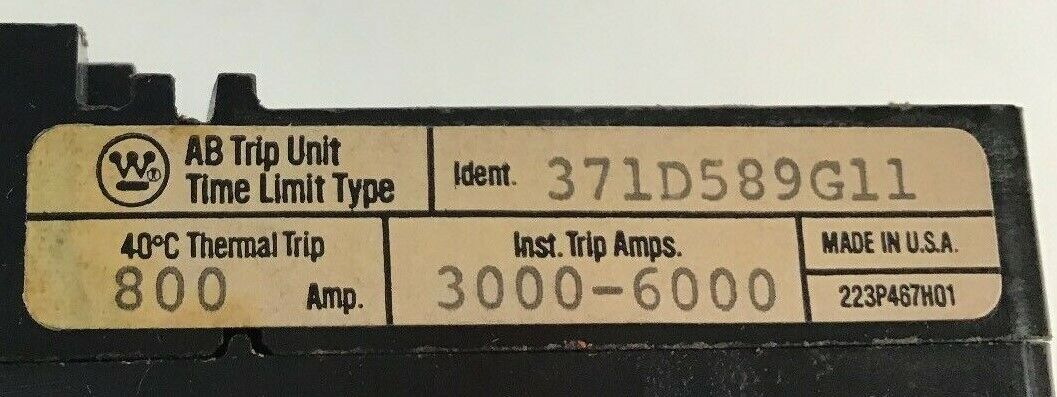 AB Trip Unit
Time Limit Type
Ident. 371D589G11
40°C Thermal Trip
800 Amp.
Inst. Trip Amps.
3000-6000
MADE IN U.S.A.
223P467H01